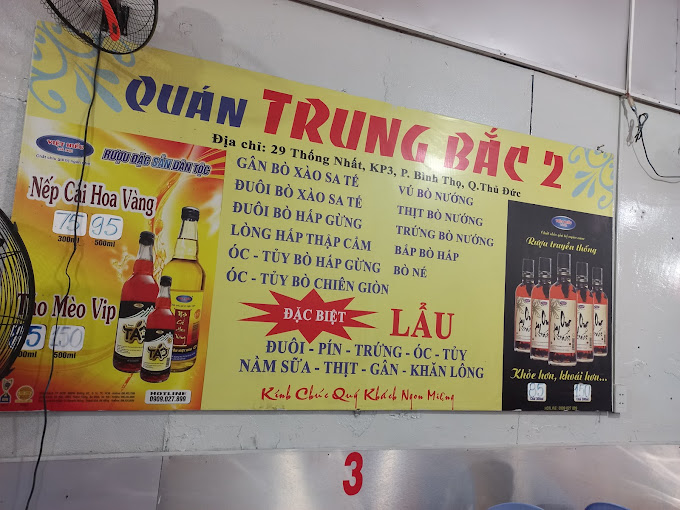 QUÁN TRUNG BẮC 2
Địa chỉ: 29 Thống Nhất, KP3, P. Bình Thọ, Q.Thủ Đức
VIỆT ĐỨC
RƯỢU ĐẶC SẢN DÂN TỘC
Nếp Cái Hoa Vàng
75 95
300ml 500ml
Táo Mèo Vip
500ml
HOTLINE
0909.027.899
GÂN BÒ XÀO SA TẾ
ĐUÔI BÒ XÀO SA TẾ
ĐUÔI BÒ HẤP GỪNG
LÒNG HẤP THẬP CẨM
ÓC - TỦY BÒ HẤP GỪNG
ÓC - TỦY BÒ CHIÊN GIÒN
VÚ BÒ NƯỚNG
THỊT BÒ NƯỚNG
TRỨNG BÒ NƯỚNG
BẮP BÒ HẤP
BÒ NÉ
ĐẶC BIỆT
LẨU
ĐUÔI - PÍN - TRỨNG - ÓC - TỦY
NẦM SỮA - THỊT - GÂN - KHĂN LÔNG
Kính Chúc Quý Khách Ngon Miệng
Rượu truyền thống
Khỏe hơn, khoái hơn...
3